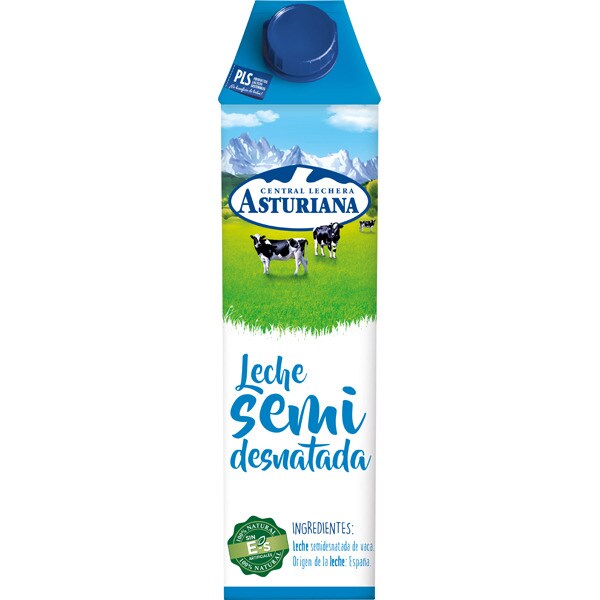 PLS
CENTRAL LECHERA
ASTURIANA
Leche
semi
desnatada
100% NATURAL
SIN
E-s
ARTIFICIALES
100% NATURAL
INGREDIENTES:
Leche semidesnatada de vaca.
Origen de la leche: España.